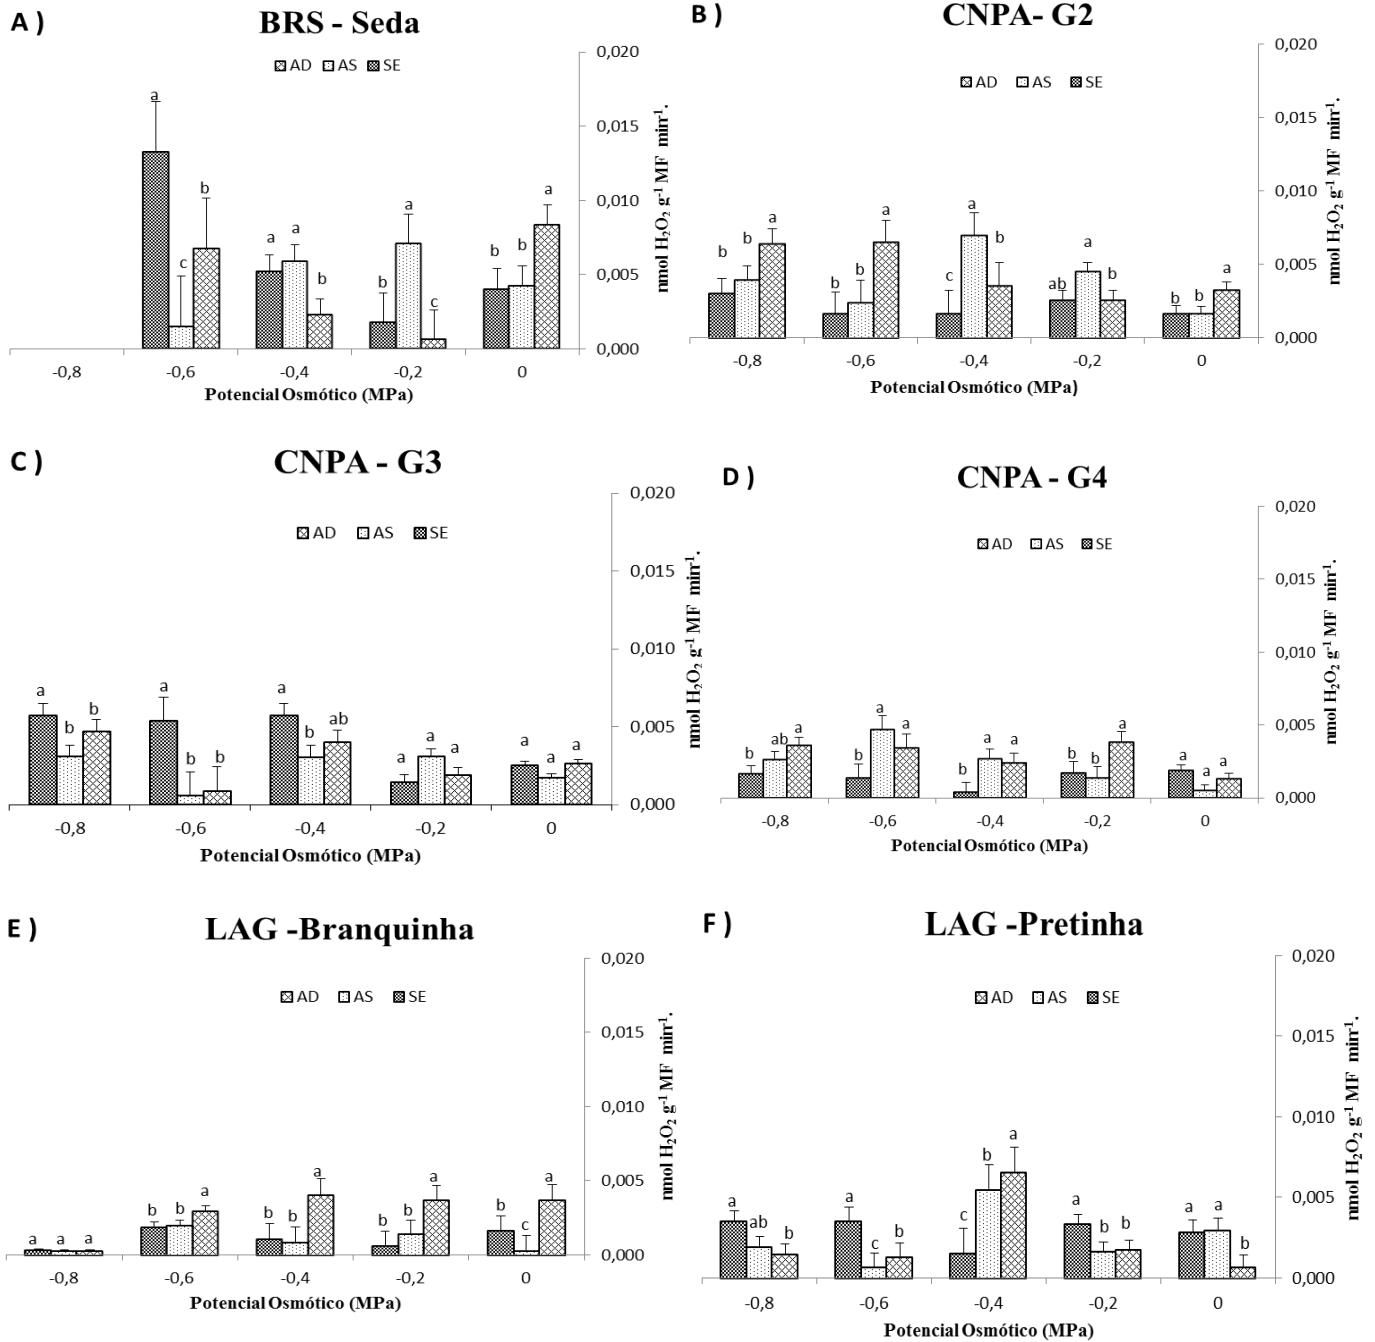 A )
BRS - Seda
AD AS SE
0,020
0,015
0,010
0,005
0,000
a
c
b
a
a
b
b
a
c
b
b
a
-0,8 -0,6 -0,4 -0,2 0
Potencial Osmótico (MPa)
nmol H₂O₂ g⁻¹ MF min⁻¹.
B )
CNPA- G2
AD AS SE
0,020
0,015
0,010
0,005
0,000
b
b
a
b
b
a
c
a
b
ab
a
b
b
b
a
-0,8 -0,6 -0,4 -0,2 0
Potencial Osmótico (MPa)
nmol H₂O₂ g⁻¹ MF min⁻¹.
C )
CNPA - G3
AD AS SE
0,020
0,015
0,010
0,005
0,000
a
b
b
a
b
b
a
b
ab
a
a
a
a
a
a
-0,8 -0,6 -0,4 -0,2 0
Potencial Osmótico (MPa)
nmol H₂O₂ g⁻¹ MF min⁻¹.
D )
CNPA - G4
AD AS SE
0,020
0,015
0,010
0,005
0,000
b
ab
a
b
a
a
b
a
a
b
b
a
a
a
a
-0,8 -0,6 -0,4 -0,2 0
Potencial Osmótico (MPa)
nmol H₂O₂ g⁻¹ MF min⁻¹.
E )
LAG -Branquinha
AD AS SE
0,020
0,015
0,010
0,005
0,000
a
a
a
b
b
a
b
b
a
b
b
a
b
c
a
-0,8 -0,6 -0,4 -0,2 0
Potencial Osmótico (MPa)
nmol H₂O₂ g⁻¹ MF min⁻¹.
F )
LAG -Pretinha
AD AS SE
0,020
0,015
0,010
0,005
0,000
a
ab
b
a
c
b
c
b
a
a
b
b
a
a
b
-0,8 -0,6 -0,4 -0,2 0
Potencial Osmótico (MPa)
nmol H₂O₂ g⁻¹ MF min⁻¹.